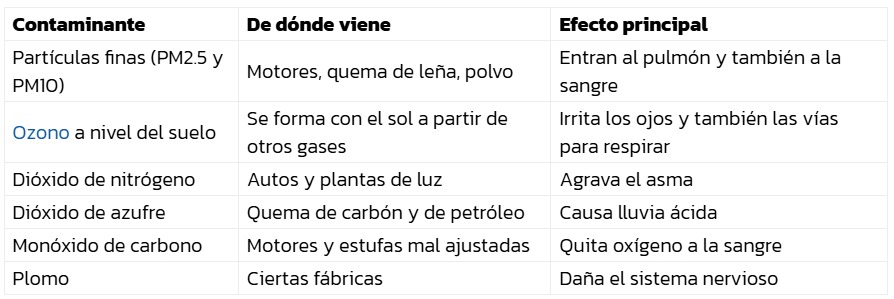 Contaminante De dónde viene Efecto principal
Partículas finas (PM2.5 y PM10) Motores, quema de leña, polvo Entran al pulmón y también a la sangre
Ozono a nivel del suelo Se forma con el sol a partir de otros gases Irrita los ojos y también las vías para respirar
Dióxido de nitrógeno Autos y plantas de luz Agrava el asma
Dióxido de azufre Quema de carbón y de petróleo Causa lluvia ácida
Monóxido de carbono Motores y estufas mal ajustadas Quita oxígeno a la sangre
Plomo Ciertas fábricas Daña el sistema nervioso